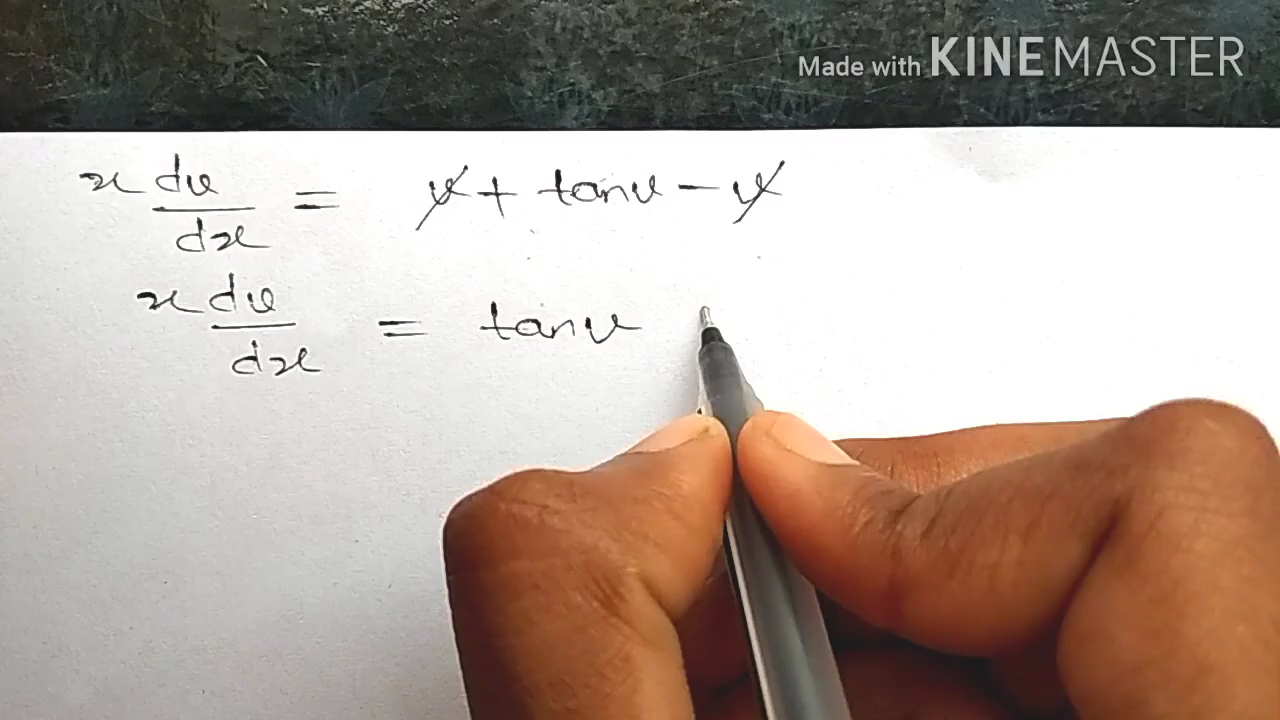 Made with KINEMASTER
x dv/dx = v + tanv - v
x dv/dx = tanv